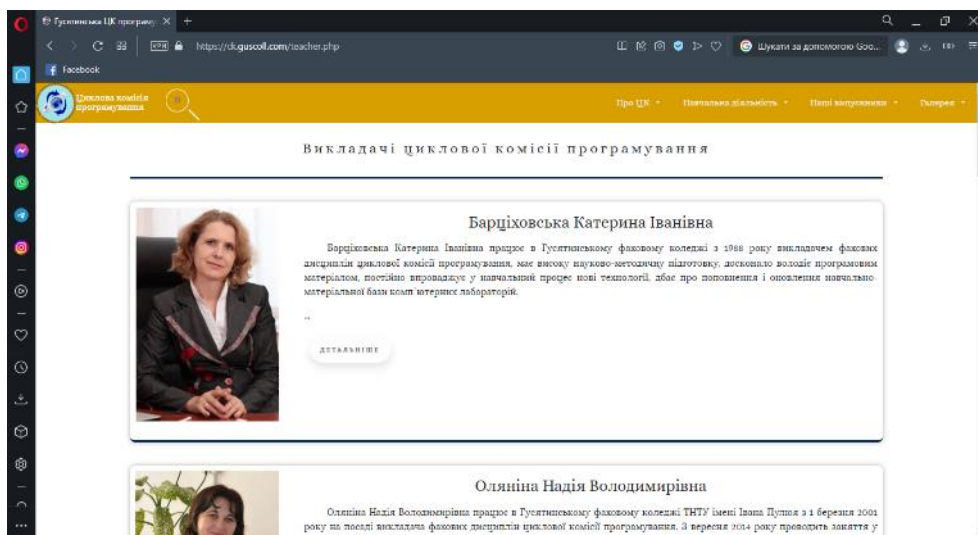 Гусятинська ЦК програму
https://ck.guscoll.com/teacher.php
VPN
Шукати за допомогою Goo...
Facebook
Циклова комісія
програмування
Про ЦК
Навчальна діяльність
Наші випускники
Галерея
Викладачі циклової комісії програмування
Барціховська Катерина Іванівна
Барціховська Катерина Іванівна працює в Гусятинському фаховому коледжі з 1988 року викладачем фахових
дисциплін циклової комісії програмування, має високу науково-методичну підготовку, досконало володіє програмовим
матеріалом, постійно впроваджує у навчальний процес нові технології, дбає про поповнення і оновлення навчально-
матеріальної бази комп'ютерних лабораторій.
..
ДЕТАЛЬНІШЕ
Оляніна Надія Володимирівна
Оляніна Надія Володимирівна працює в Гусятинському фаховому коледжі ТНТУ імені Івана Пулюя з 1 березня 2001
року на посаді викладача фахових дисциплін циклової комісії програмування. З вересня 2014 року проводить заняття у